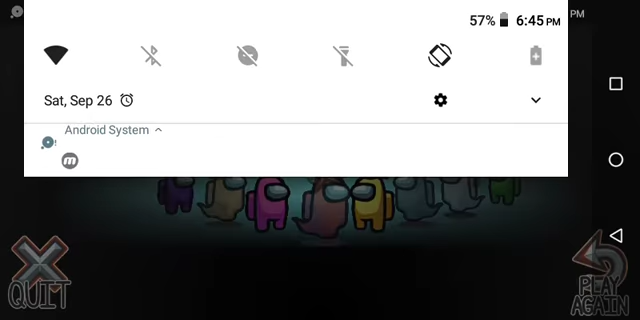 57% 6:45 PM
PM
Sat, Sep 26
Android System
m
QUIT
PLAY
AGAIN